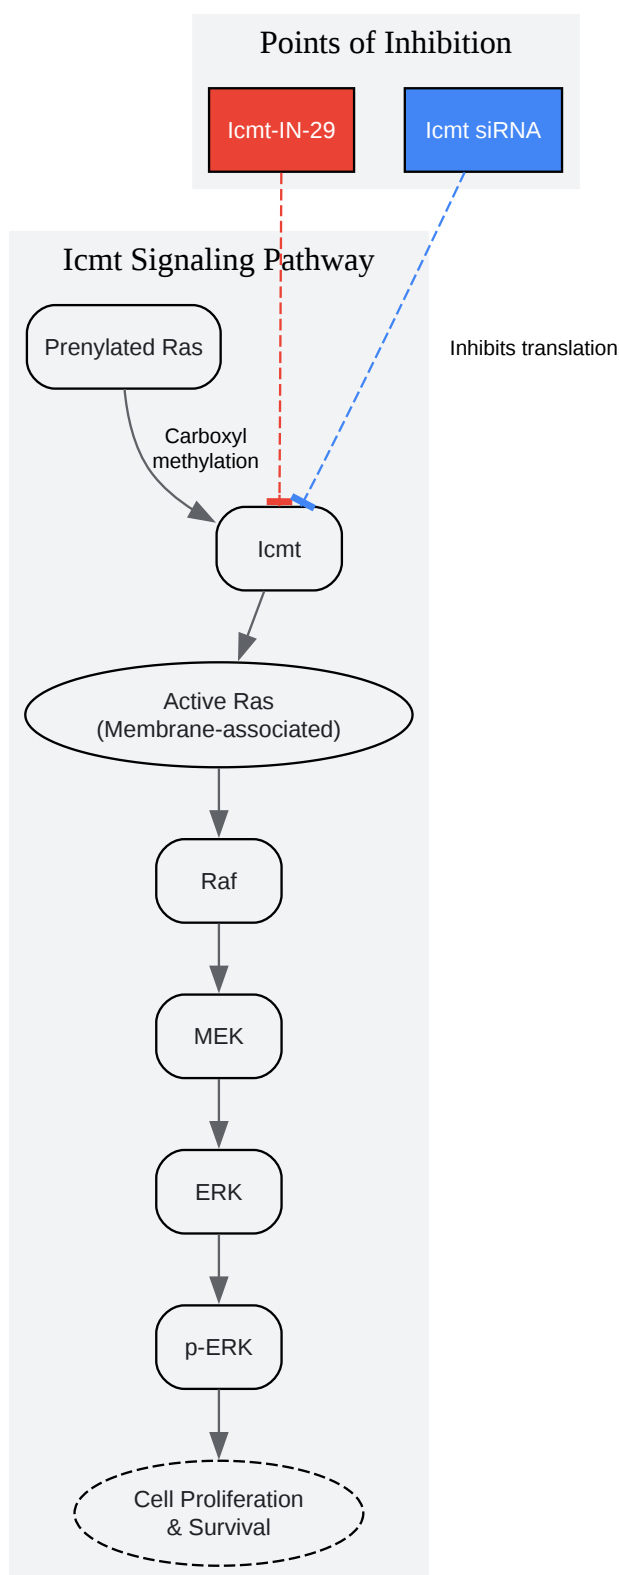 Points of Inhibition
Icmt-IN-29
Icmt siRNA
Icmt Signaling Pathway
Prenylated Ras
Inhibits translation
Carboxyl
methylation
Icmt
Active Ras
(Membrane-associated)
Raf
MEK
ERK
p-ERK
Cell Proliferation
& Survival